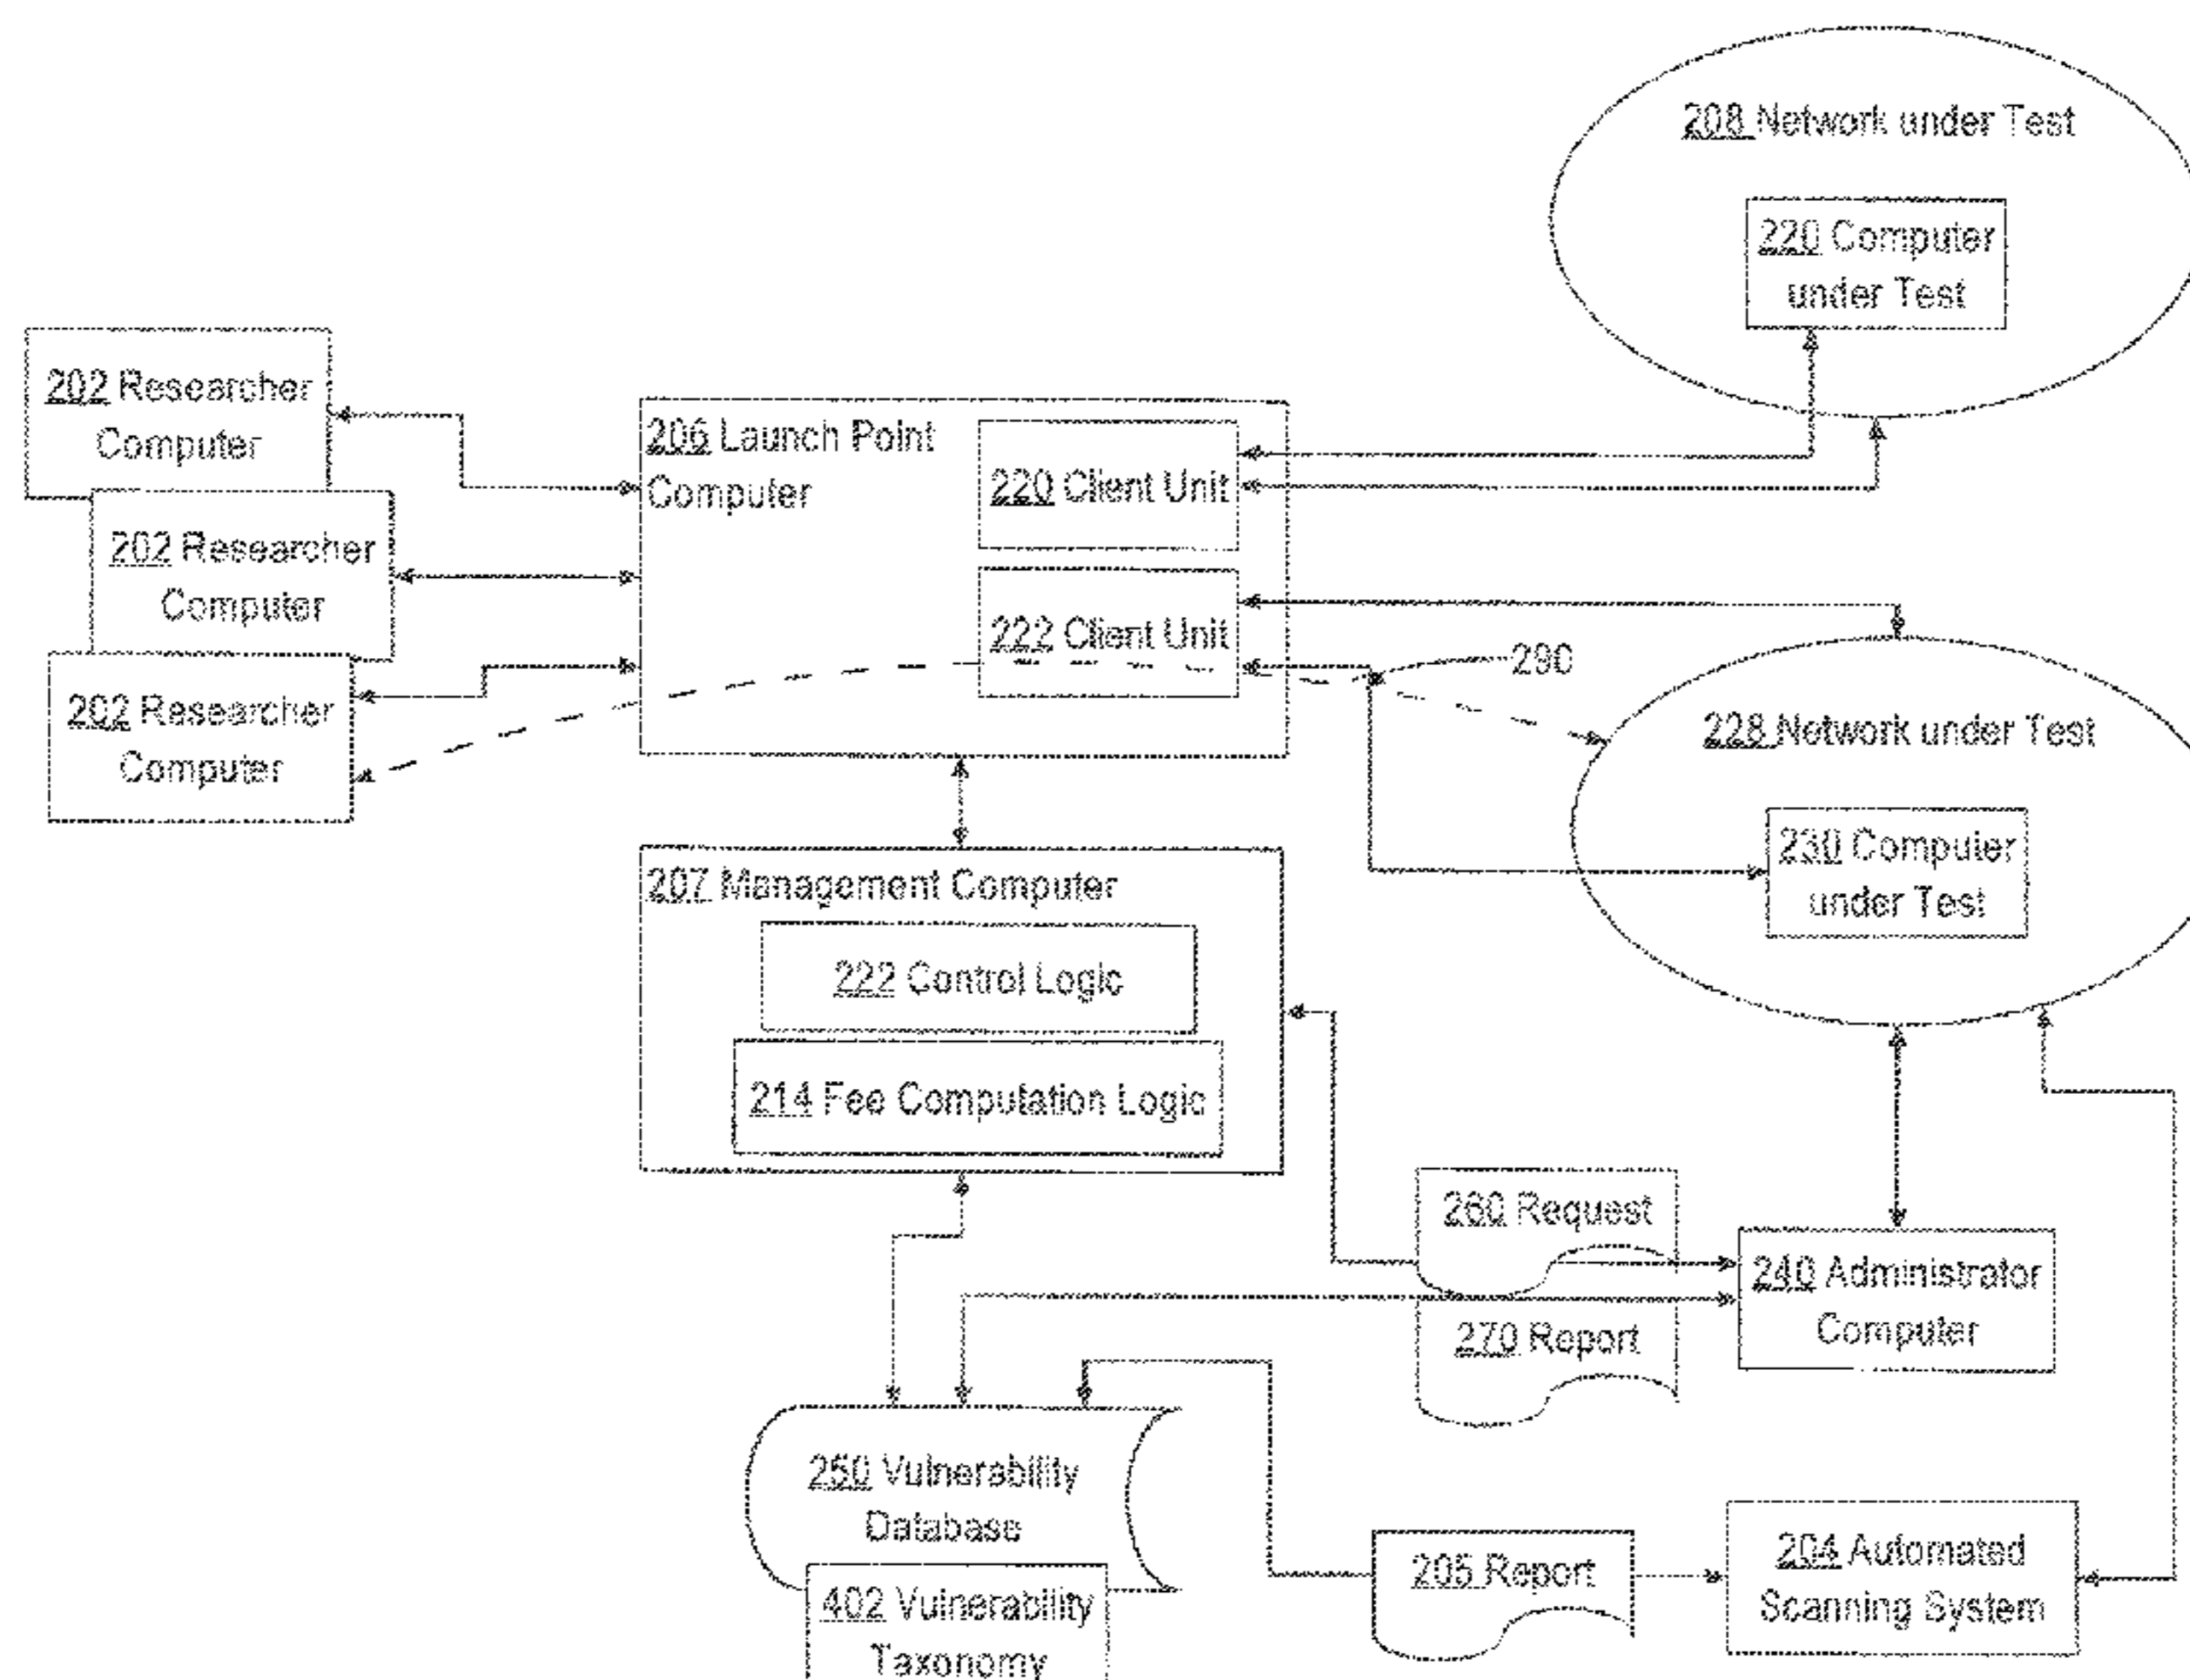 208 Network under Test
220 Computer
under Test
202 Researcher
Computer
206 Launch Point
Computer
220 Client Unit
202 Researcher
Computer
222 Client Unit
290
202 Researcher
Computer
228 Network under Test
230 Computer
under Test
207 Management Computer
222 Control Logic
214 Fee Computation Logic
260 Request
240 Administrator
Computer
270 Report
250 Vulnerability
Database
205 Report
204 Automated
Scanning System
402 Vulnerability
Taxonomy